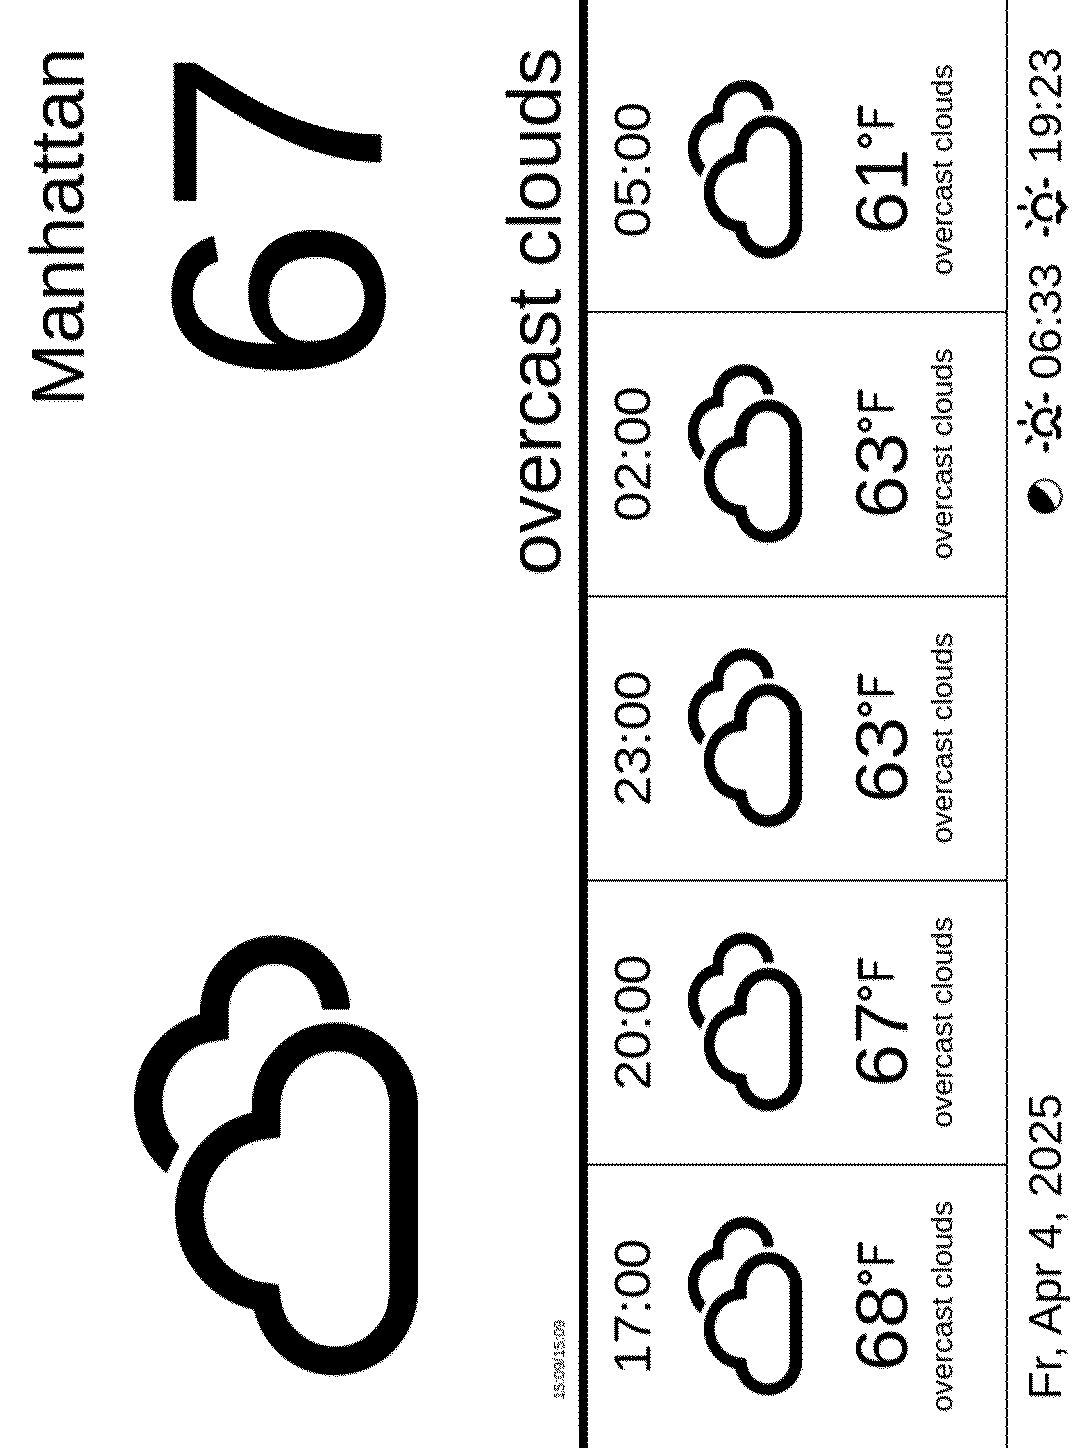 Manhattan
67
overcast clouds
15:09/15:09
17:00 20:00 23:00 02:00 05:00
68°F 67°F 63°F 63°F 61°F
overcast clouds overcast clouds overcast clouds overcast clouds overcast clouds
Fr, Apr 4, 2025 06:33 19:23